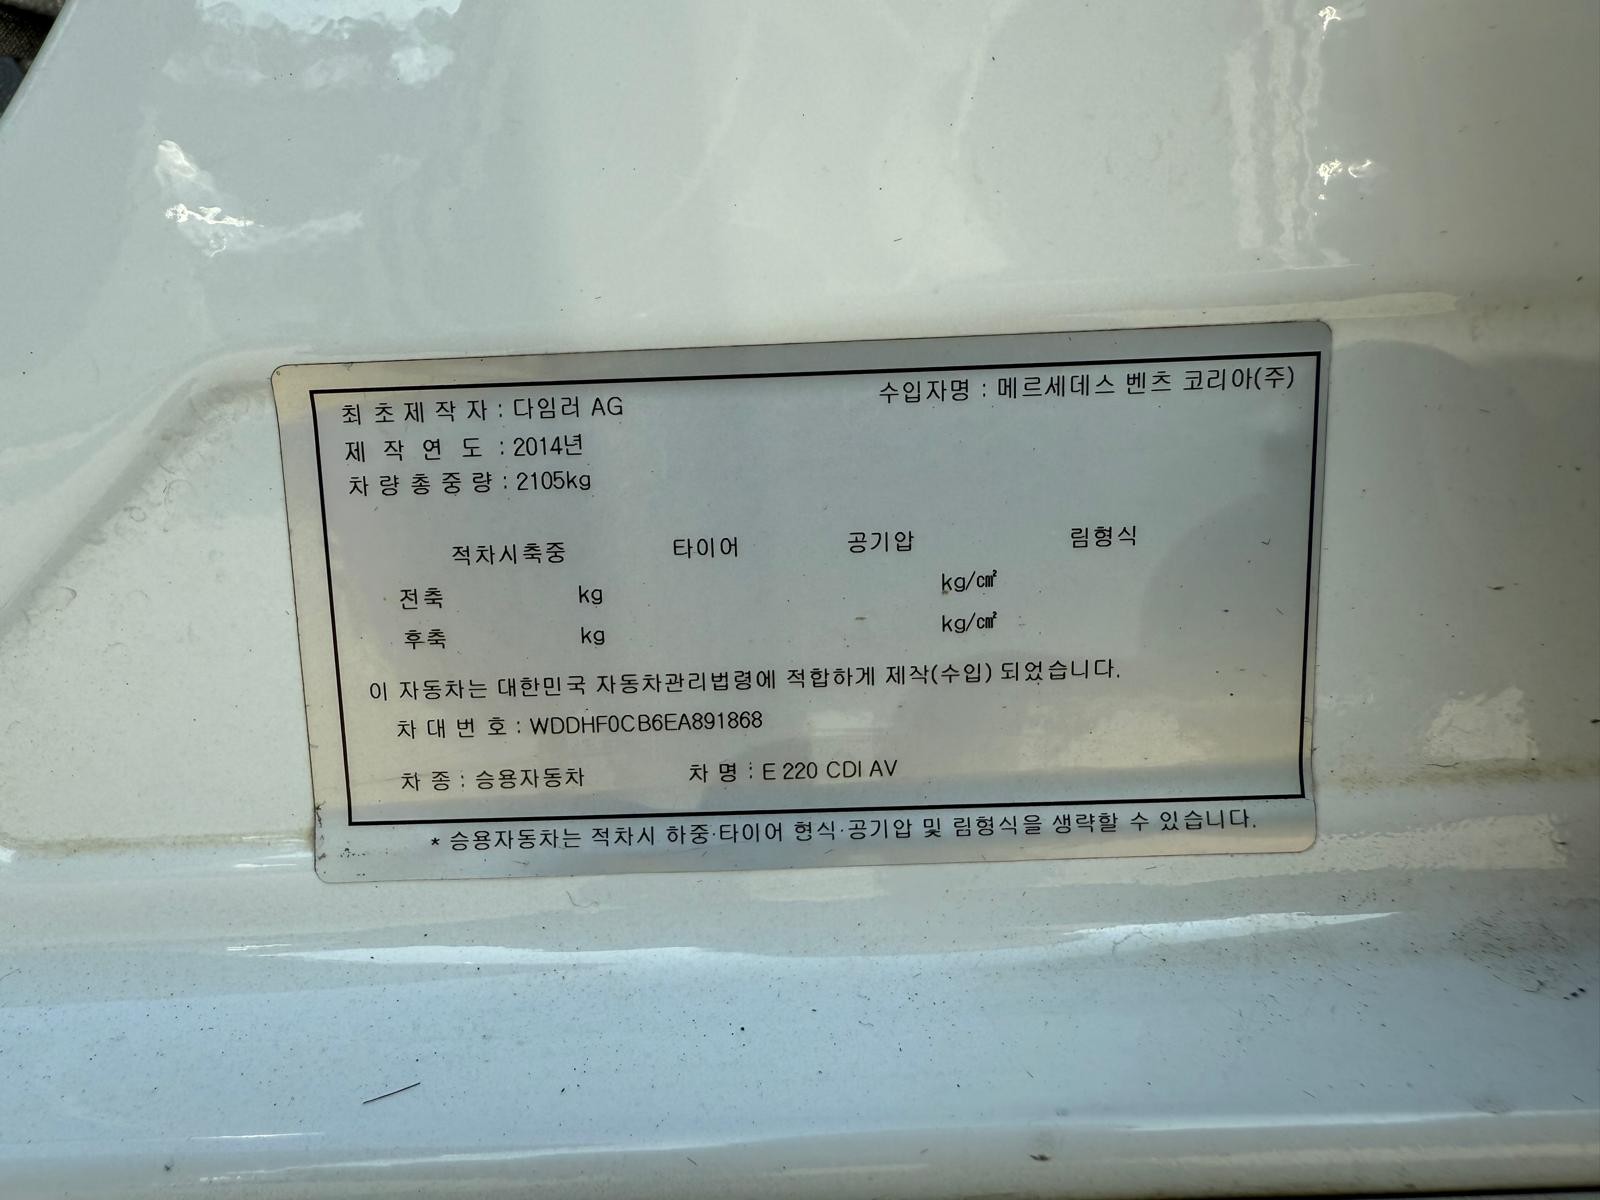 최 초 제 작 자 : 다임러 AG 수입자명 : 메르세데스 벤츠 코리아(주)
제 작 연 도 : 2014년
차 량 총 중 량 : 2105kg
적차시축중 타이어 공기압 림형식
전축 kg kg/㎠
후축 kg kg/㎠
이 자동차는 대한민국 자동차관리법령에 적합하게 제작(수입) 되었습니다.
차 대 번 호 : WDDHF0CB6EA891868
차 종 : 승용자동차 차 명 : E 220 CDI AV
* 승용자동차는 적차시 하중·타이어 형식·공기압 및 림형식을 생략할 수 있습니다.